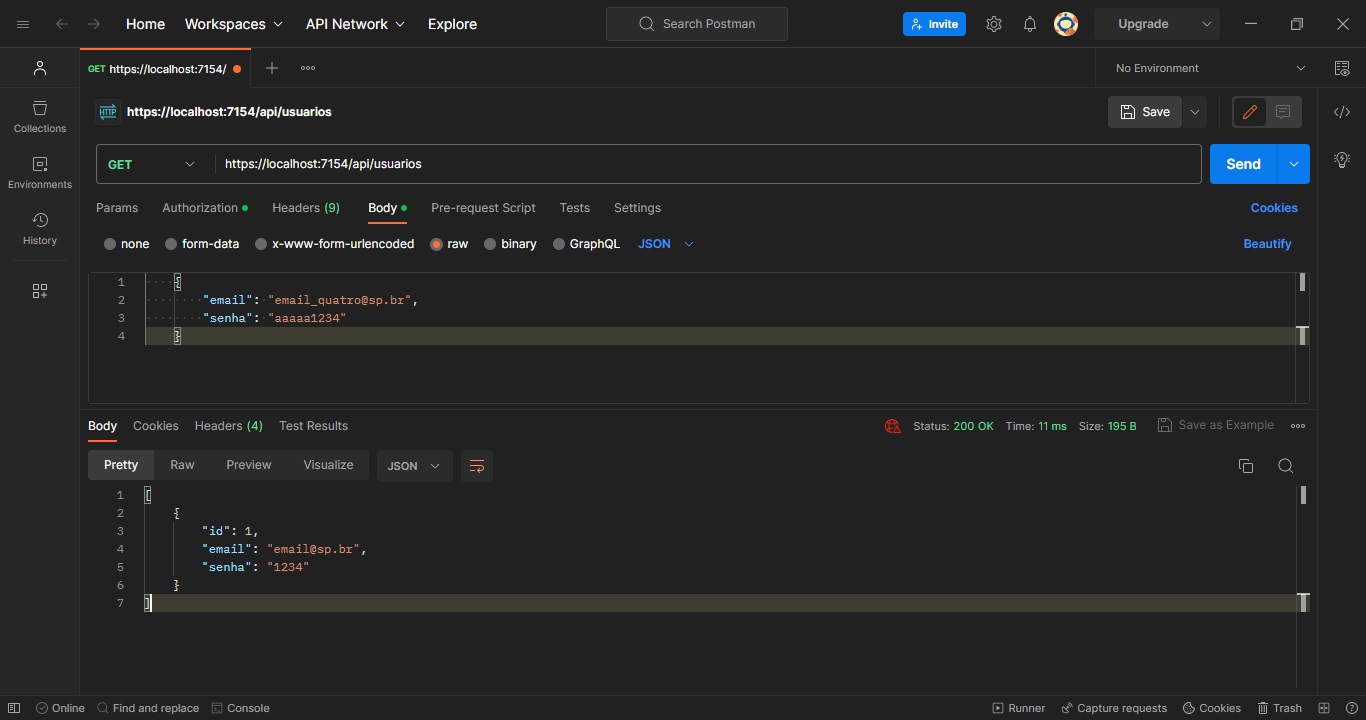 Home Workspaces API Network Explore Search Postman Invite Upgrade
GET https://localhost:7154/ No Environment
HTTP https://localhost:7154/api/usuarios Save
Collections
Environments
History
GET https://localhost:7154/api/usuarios Send
Params Authorization Headers (9) Body Pre-request Script Tests Settings Cookies
none form-data x-www-form-urlencoded raw binary GraphQL JSON Beautify
1 {
2 "email": "email_quatro@sp.br",
3 "senha": "aaaaa1234"
4 }
Body Cookies Headers (4) Test Results Status: 200 OK Time: 11 ms Size: 195 B Save as Example
Pretty Raw Preview Visualize JSON
1 [
2 {
3 "id": 1,
4 "email": "email@sp.br",
5 "senha": "1234"
6 }
7 ]
Online Find and replace Console Runner Capture requests Cookies Trash